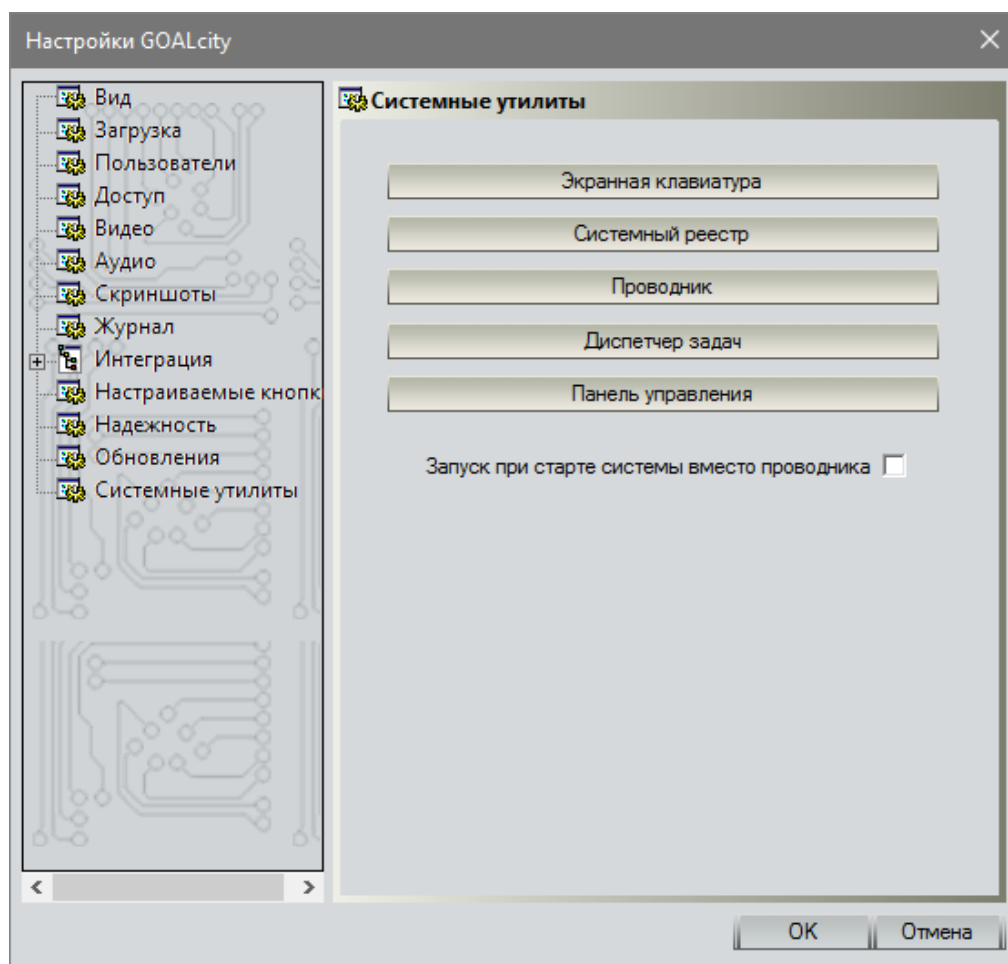 Настройки GOALcity
Вид
Загрузка
Пользователи
Доступ
Видео
Аудио
Скриншоты
Журнал
Интеграция
Настраиваемые кнопк
Надежность
Обновления
Системные утилиты
Системные утилиты
Экранная клавиатура
Системный реестр
Проводник
Диспетчер задач
Панель управления
Запуск при старте системы вместо проводника
OK
Отмена